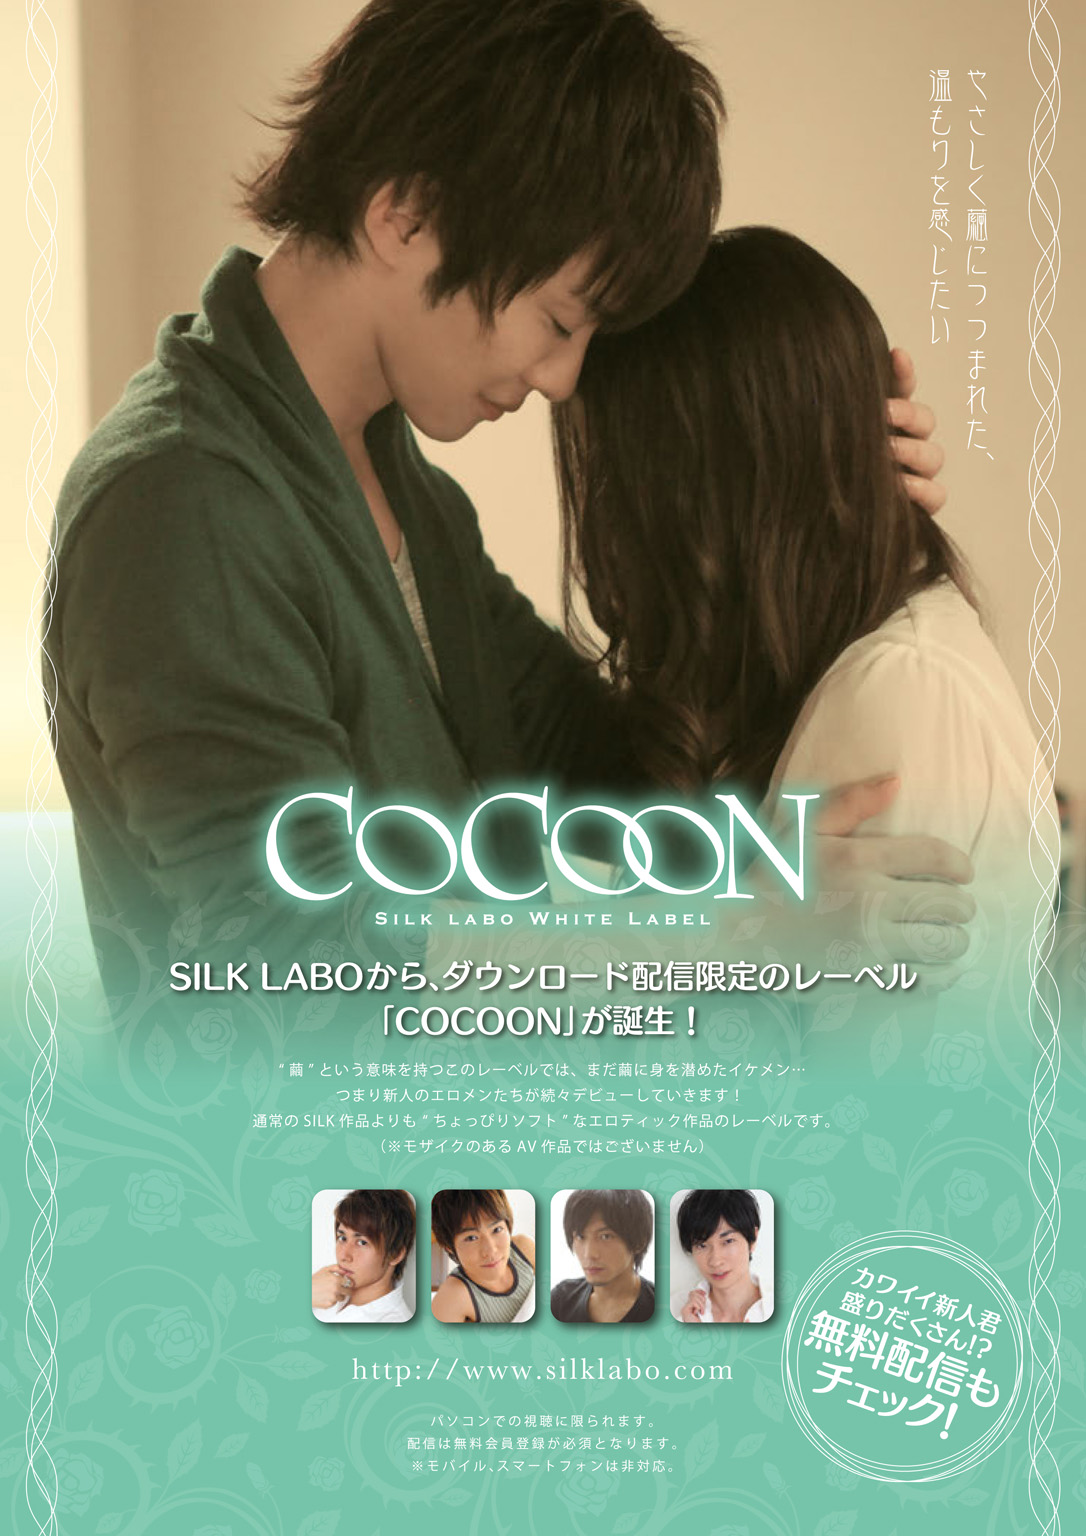 やさしく繭につつまれた、
温もりを感じたい
COCOON
SILK LABO WHITE LABEL
SILK LABOから、ダウンロード配信限定のレーベル
「COCOON」が誕生！
“繭”という意味を持つこのレーベルでは、まだ繭に身を潜めたイケメン…
つまり新人のエロメンたちが続々デビューしていきます！
通常のSILK作品よりも“ちょっぴりソフト”なエロティック作品のレーベルです。
（※モザイクのあるAV作品ではございません）
http://www.silklabo.com
パソコンでの視聴に限られます。
配信は無料会員登録が必須となります。
※モバイル、スマートフォンは非対応。
カワイイ新人君
盛りだくさん!?
無料配信も
チェック!